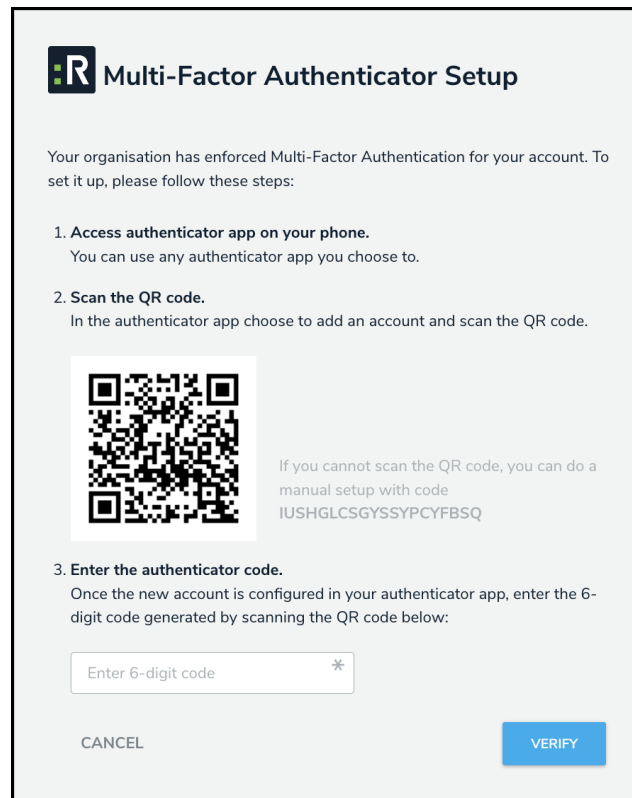 :R Multi-Factor Authenticator Setup
Your organisation has enforced Multi-Factor Authentication for your account. To
set it up, please follow these steps:
1. Access authenticator app on your phone.
You can use any authenticator app you choose to.
2. Scan the QR code.
In the authenticator app choose to add an account and scan the QR code.
If you cannot scan the QR code, you can do a
manual setup with code
IUSHGLCSGYSSYPCYFBSQ
3. Enter the authenticator code.
Once the new account is configured in your authenticator app, enter the 6-
digit code generated by scanning the QR code below:
Enter 6-digit code *
CANCEL VERIFY